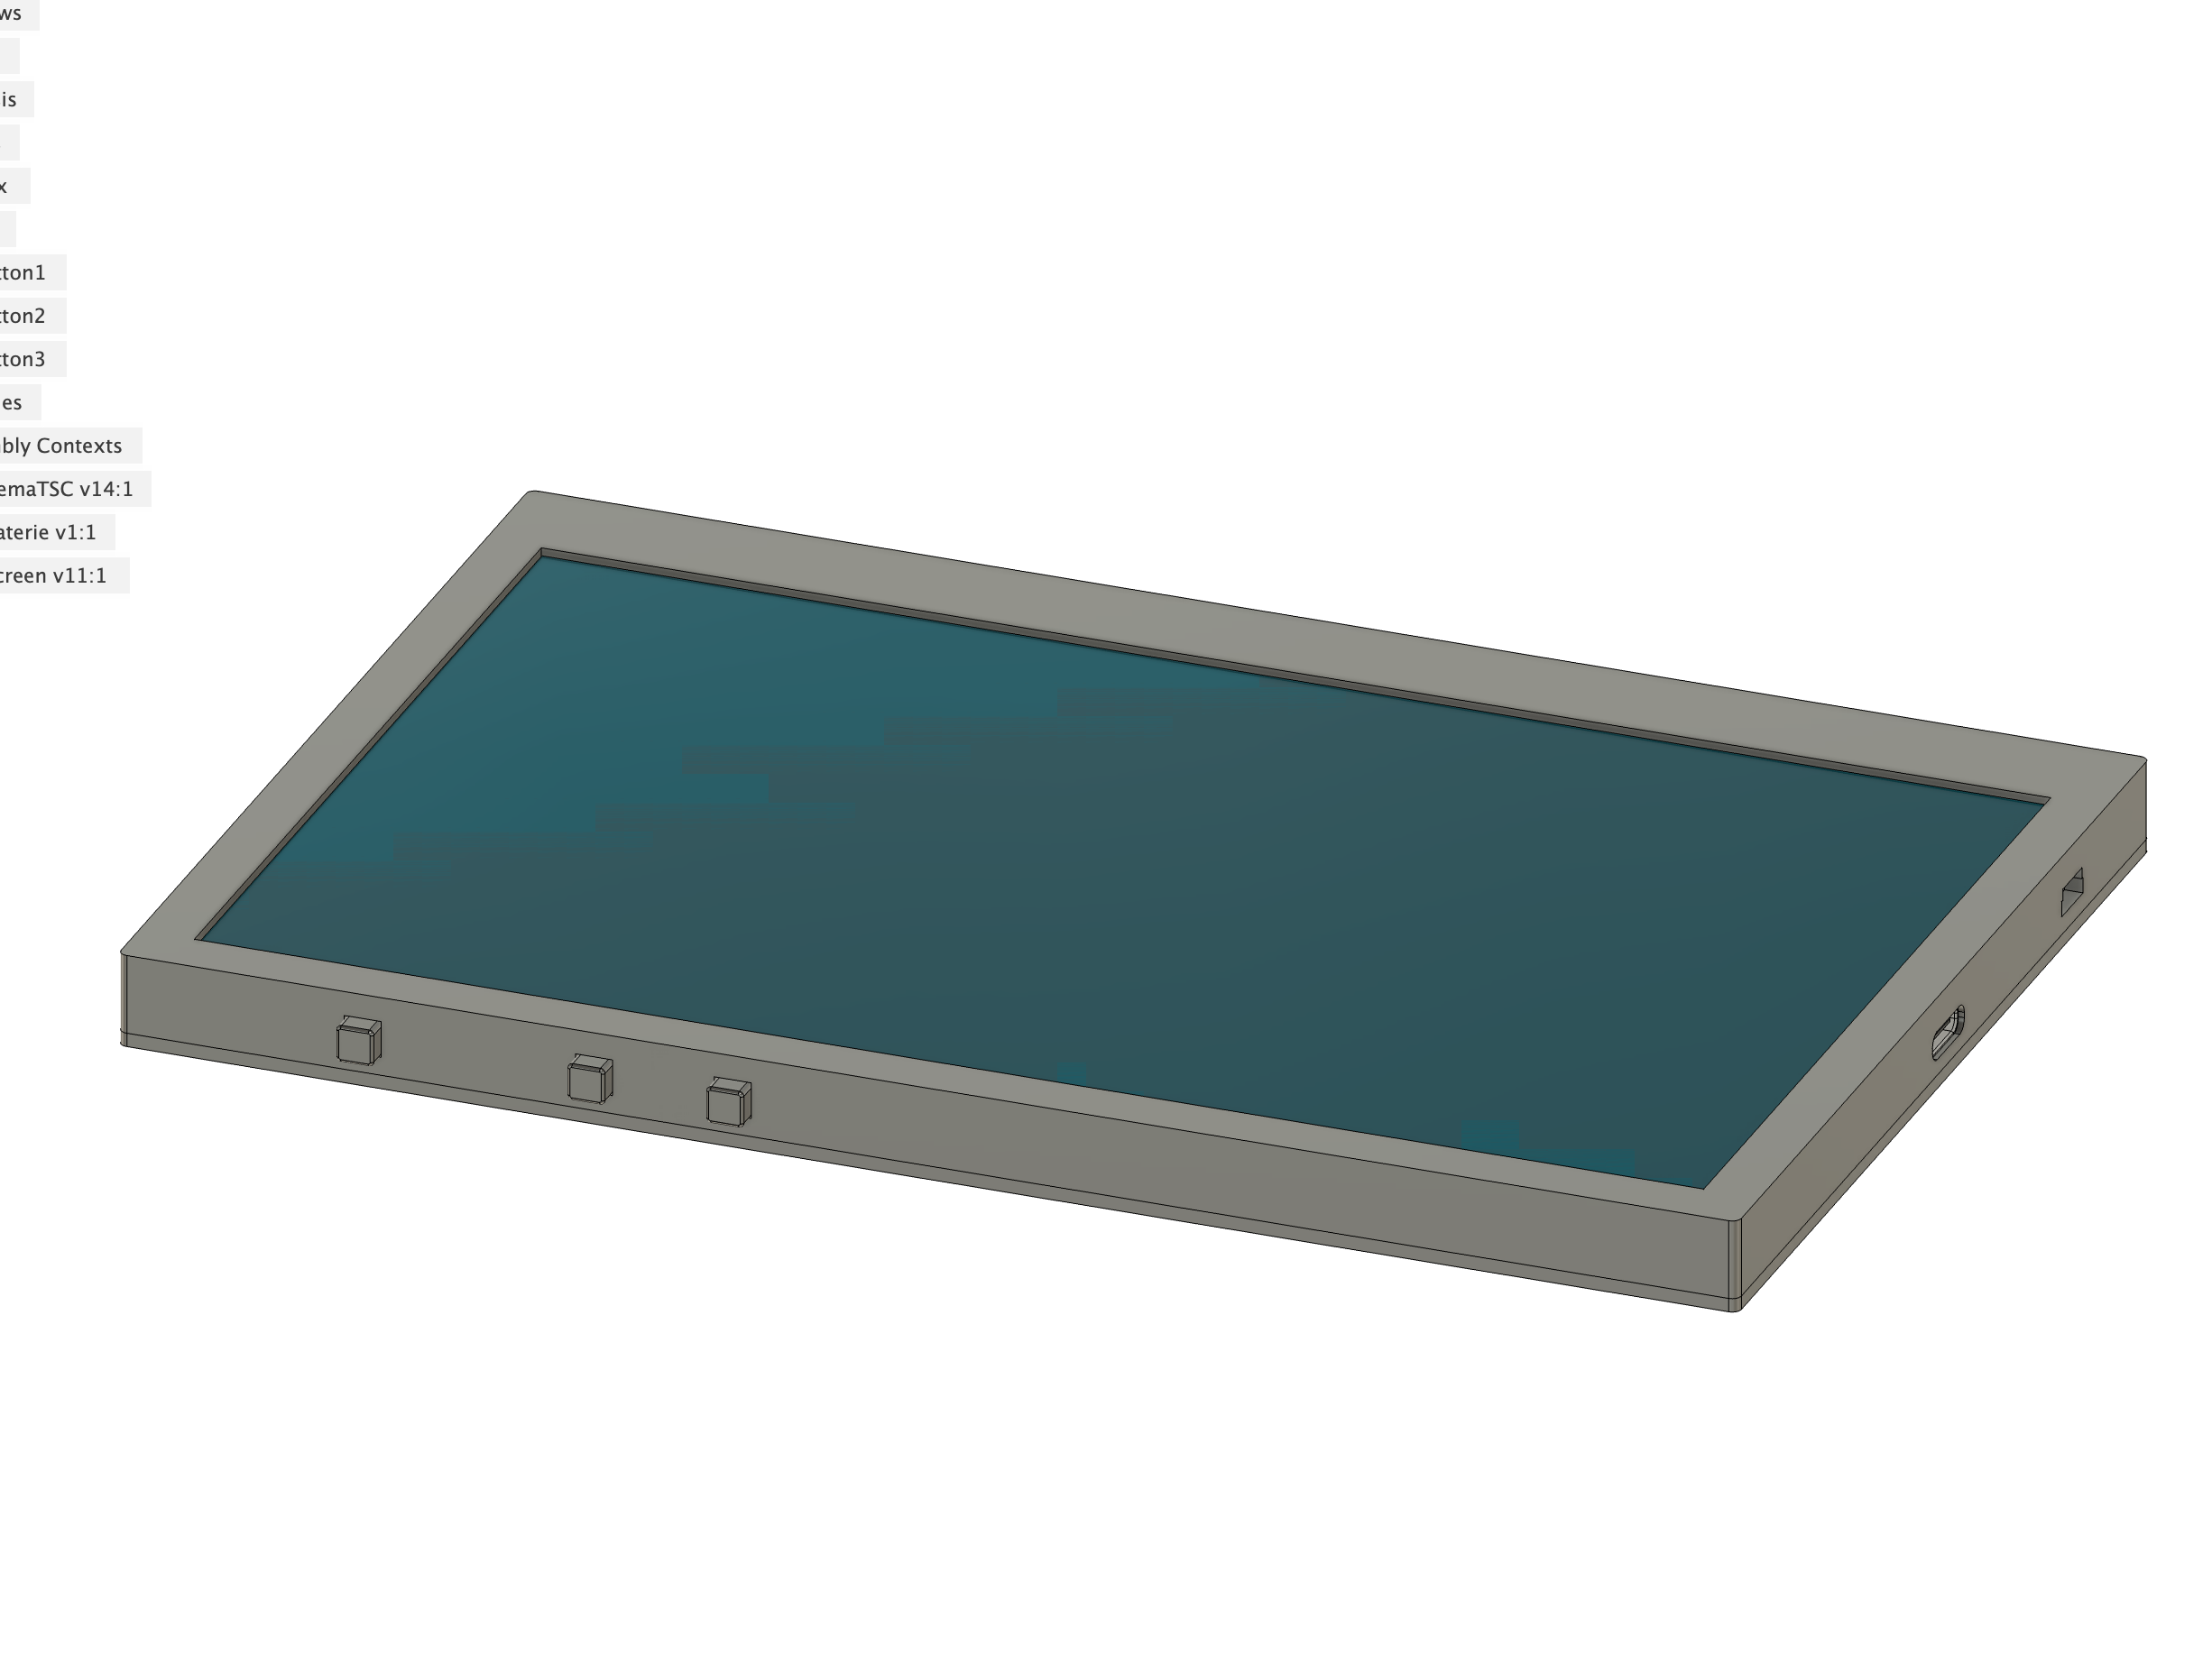 ws
is
x
tton1
tton2
tton3
es
bly Contexts
emaTSC v14:1
aterie v1:1
creen v11:1